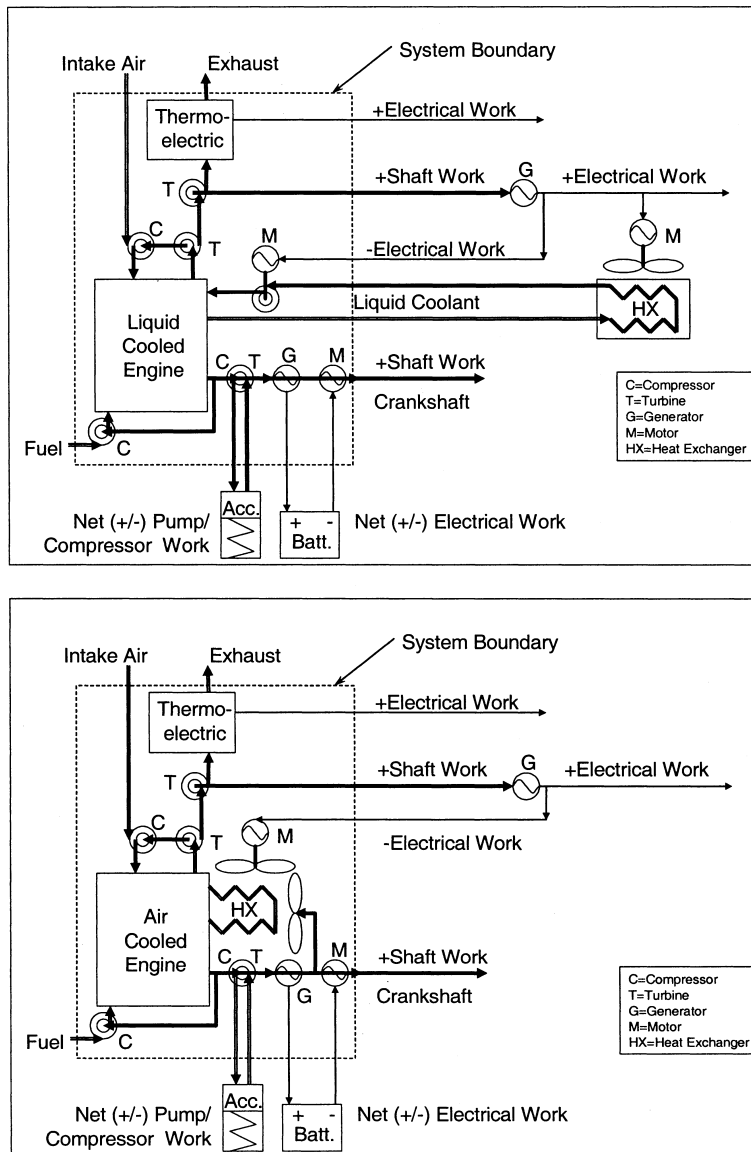 System Boundary
Intake Air
Exhaust
Thermo-
electric
+Electrical Work
T
+Shaft Work
G
+Electrical Work
C
T
M
-Electrical Work
M
Liquid Coolant
HX
Liquid
Cooled
Engine
C
T
G
M
+Shaft Work
Crankshaft
Fuel
C
C=Compressor
T=Turbine
G=Generator
M=Motor
HX=Heat Exchanger
Acc.
+ -
Batt.
Net (+/-) Pump/
Compressor Work
Net (+/-) Electrical Work
System Boundary
Intake Air
Exhaust
Thermo-
electric
+Electrical Work
T
+Shaft Work
G
+Electrical Work
C
T
M
-Electrical Work
HX
Air
Cooled
Engine
C
T
G
M
+Shaft Work
Crankshaft
Fuel
C
C=Compressor
T=Turbine
G=Generator
M=Motor
HX=Heat Exchanger
Acc.
+ -
Batt.
Net (+/-) Pump/
Compressor Work
Net (+/-) Electrical Work